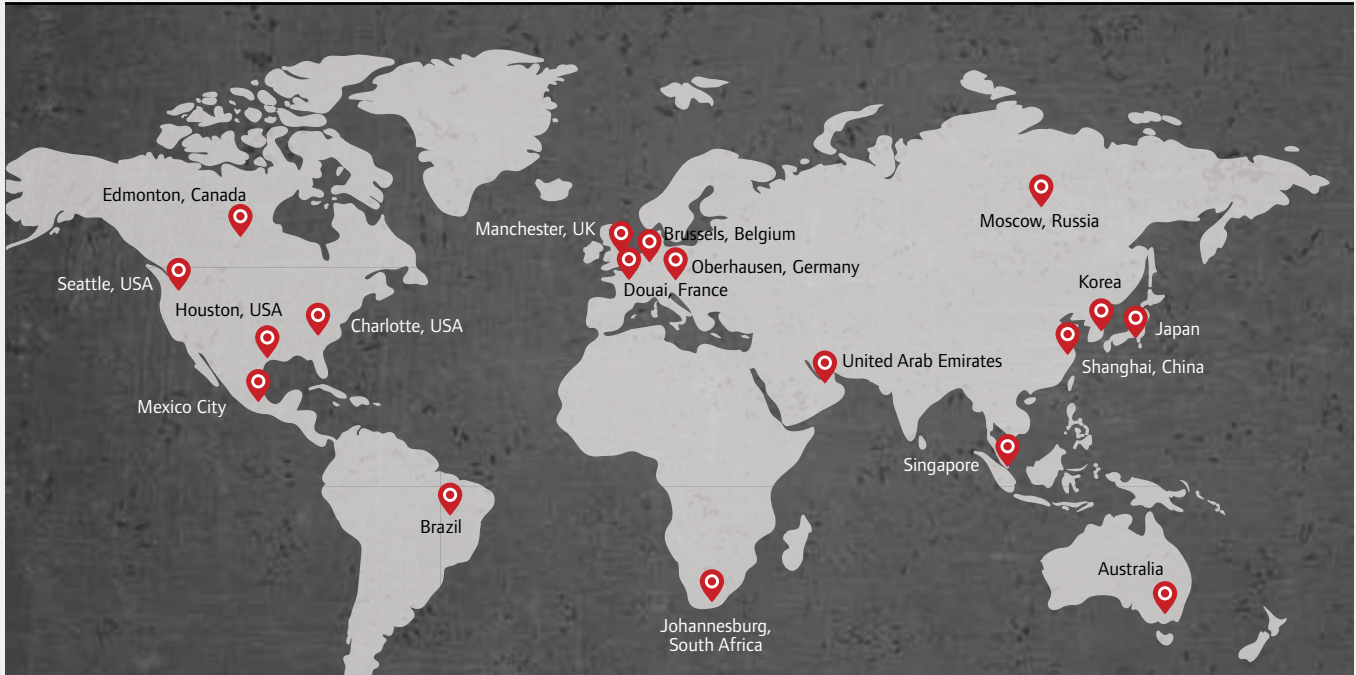 Edmonton, Canada
Moscow, Russia
Manchester, UK
Brussels, Belgium
Oberhausen, Germany
Seattle, USA
Douai, France
Korea
Houston, USA
Charlotte, USA
Japan
United Arab Emirates
Shanghai, China
Mexico City
Singapore
Brazil
Australia
Johannesburg,
South Africa